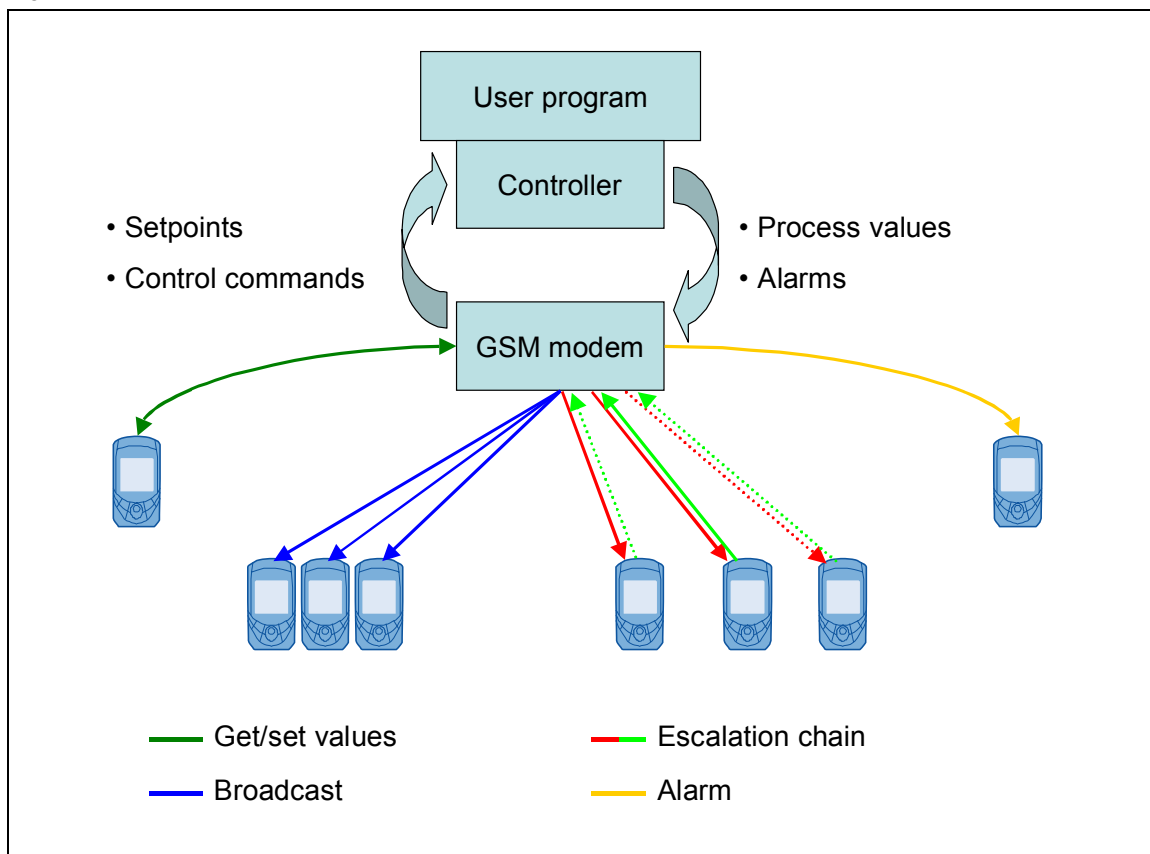 User program
Controller
• Setpoints
• Control commands
• Process values
• Alarms
GSM modem
Get/set values
Broadcast
Escalation chain
Alarm